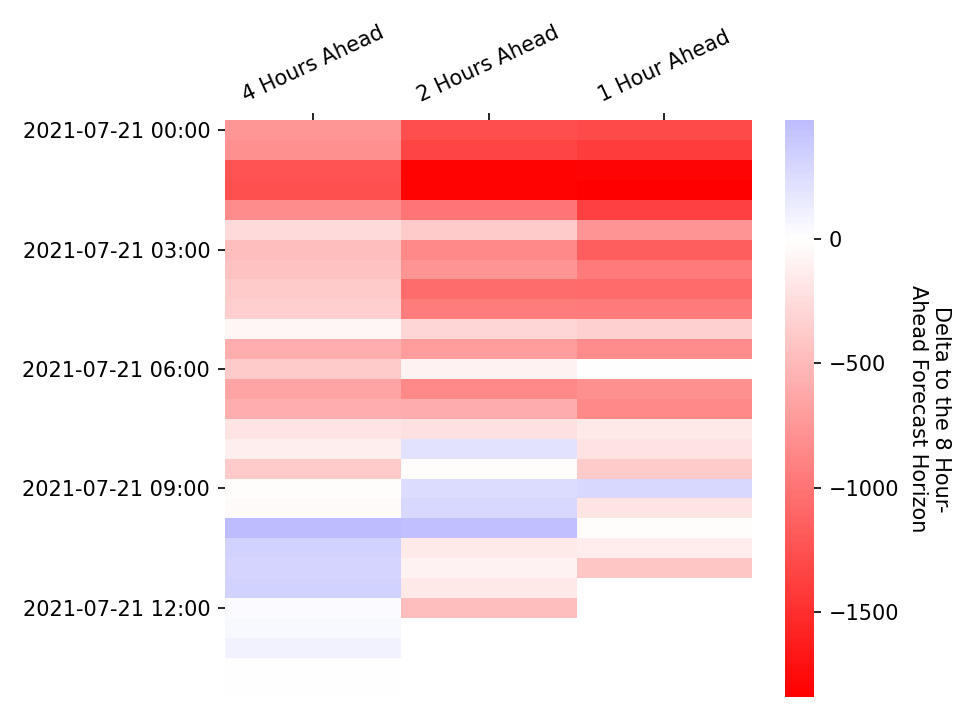 4 Hours Ahead
2 Hours Ahead
1 Hour Ahead
2021-07-21 00:00
2021-07-21 03:00
2021-07-21 06:00
2021-07-21 09:00
2021-07-21 12:00
0
−500
−1000
−1500
Delta to the 8 Hour-
Ahead Forecast Horizon